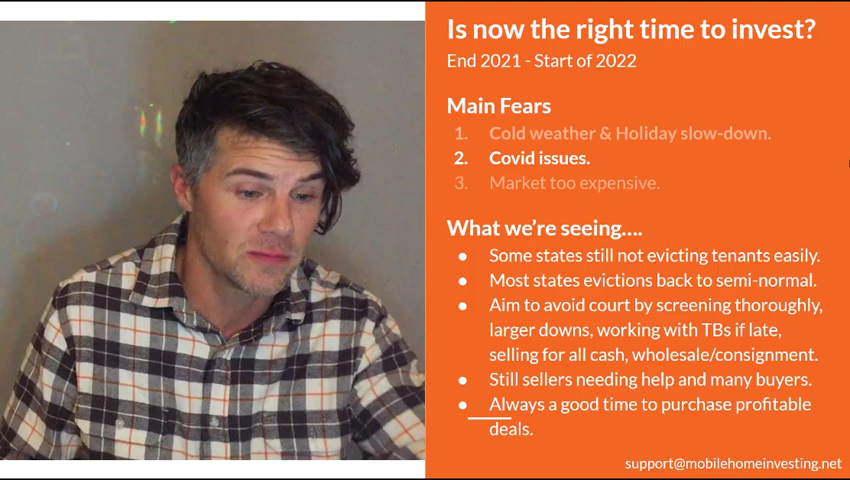 Is now the right time to invest?
End 2021 - Start of 2022
Main Fears
1. Cold weather & Holiday slow-down.
2. Covid issues.
3. Market too expensive.
What we're seeing....
● Some states still not evicting tenants easily.
● Most states evictions back to semi-normal.
● Aim to avoid court by screening thoroughly,
larger downs, working with TBs if late,
selling for all cash, wholesale/consignment.
● Still sellers needing help and many buyers.
● Always a good time to purchase profitable
deals.
support@mobilehomeinvesting.net